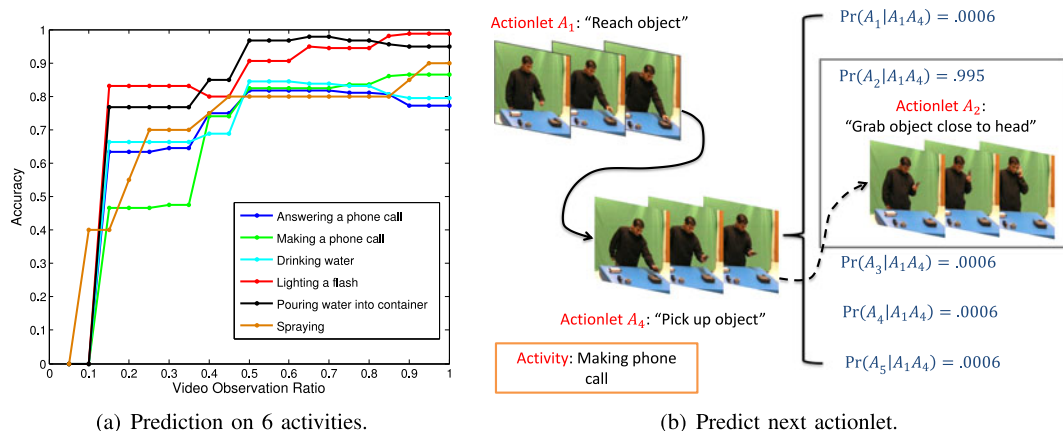 1
0.9
0.8
0.7
0.6
0.5
0.4
0.3
0.2
0.1
0
Accuracy
0 0.1 0.2 0.3 0.4 0.5 0.6 0.7 0.8 0.9 1
Video Observation Ratio
Answering a phone call
Making a phone call
Drinking water
Lighting a flash
Pouring water into container
Spraying
(a) Prediction on 6 activities.
Actionlet A₁: “Reach object”
Actionlet A₄: “Pick up object”
Activity: Making phone
call
Pr(A₁|A₁A₄) = .0006
Pr(A₂|A₁A₄) = .995
Actionlet A₂:
“Grab object close to head”
Pr(A₃|A₁A₄) = .0006
Pr(A₄|A₁A₄) = .0006
Pr(A₅|A₁A₄) = .0006
(b) Predict next actionlet.